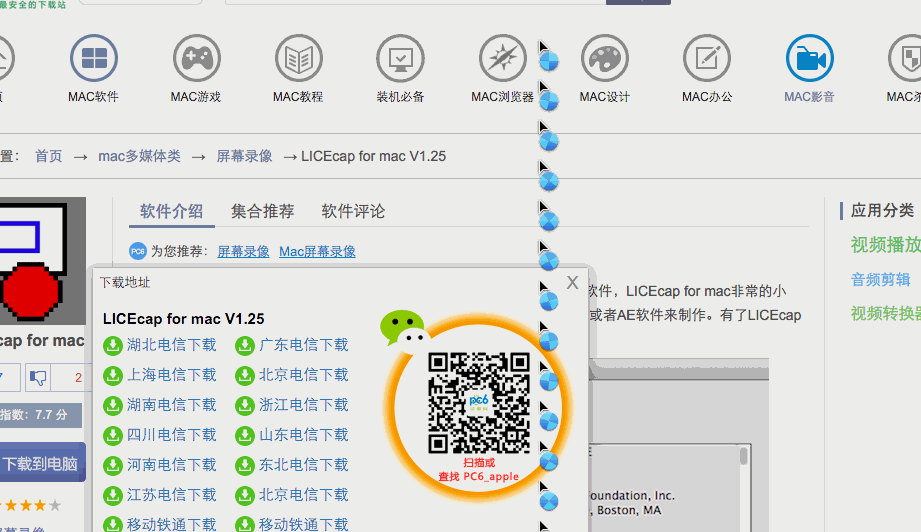 最安全的下载站
MAC软件
MAC游戏
MAC教程
装机必备
MAC浏览器
MAC设计
MAC办公
MAC影音
置： 首页 → mac多媒体类 → 屏幕录像 → LICEcap for mac V1.25
软件介绍 集合推荐 软件评论
应用分类
PC6 为您推荐: 屏幕录像 Mac屏幕录像
视频播放
音频剪辑
视频转换器
下载地址
X
软件，LICEcap for mac非常的小
或者AE软件来制作。有了LICEcap
LICEcap for mac V1.25
湖北电信下载 广东电信下载
上海电信下载 北京电信下载
湖南电信下载 浙江电信下载
四川电信下载 山东电信下载
河南电信下载 东北电信下载
江苏电信下载 北京电信下载
移动铁通下载 移动铁通下载
pc6
扫描或
查找 PC6_apple
cap for mac
7
2
指数：7.7 分
下载到电脑
屏幕录像
oundation, Inc.
, Boston, MA